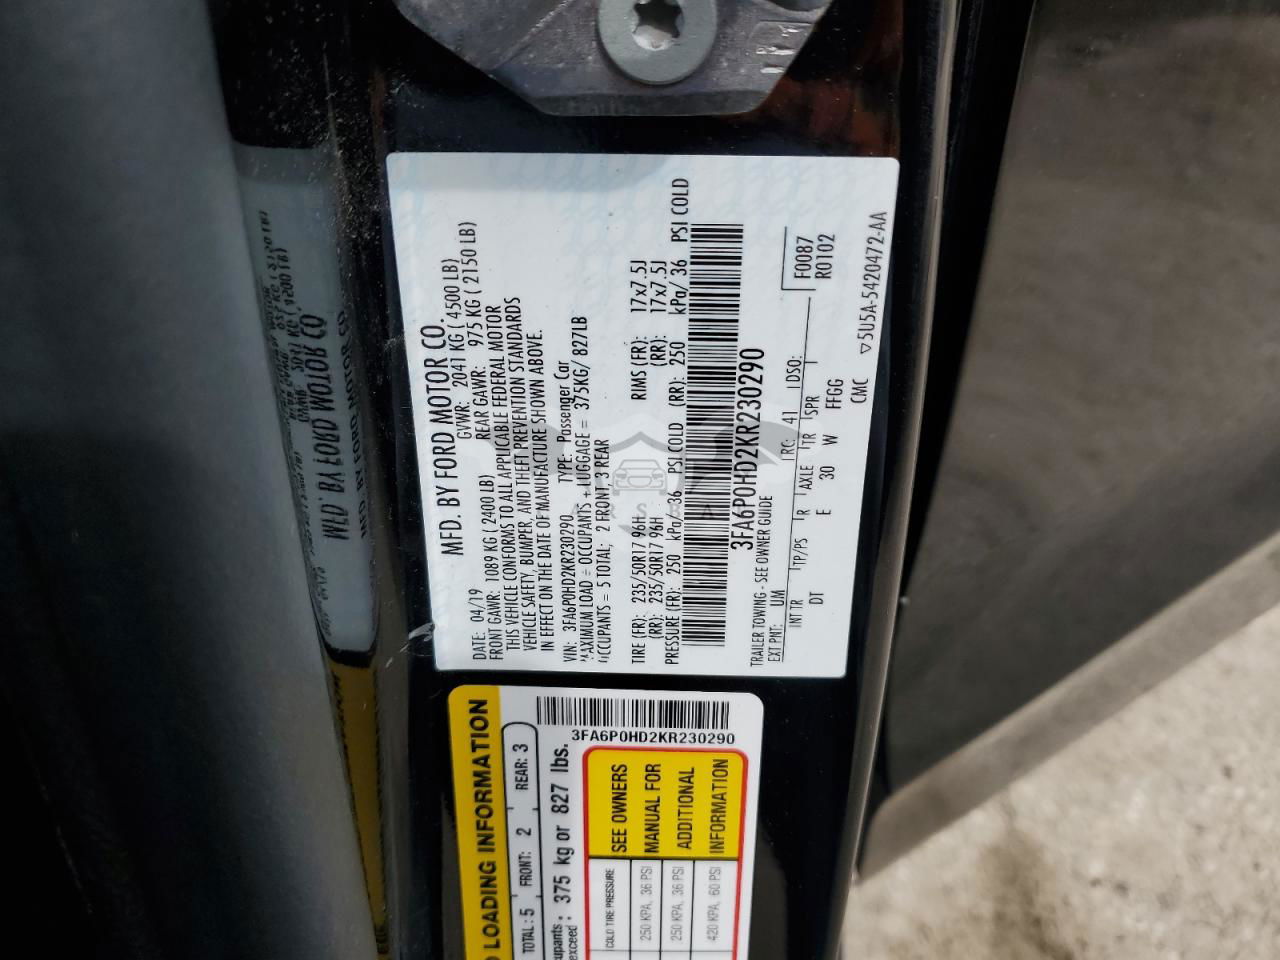 MFD. BY FORD MOTOR CO.
DATE: 04/19 GVWR: 2041 KG ( 4500 LB)
FRONT GAWR: 1089 KG ( 2400 LB) REAR GAWR: 975 KG ( 2150 LB)
THIS VEHICLE CONFORMS TO ALL APPLICABLE FEDERAL MOTOR
VEHICLE SAFETY, BUMPER, AND THEFT PREVENTION STANDARDS
IN EFFECT ON THE DATE OF MANUFACTURE SHOWN ABOVE.
VIN: 3FA6P0HD2KR230290 TYPE: Passenger Car
MAXIMUM LOAD = OCCUPANTS + LUGGAGE = 375KG/ 827LB
OCCUPANTS = 5 TOTAL; 2 FRONT, 3 REAR
TIRE (FR): 235/50R17 96H RIMS (FR): 17x7.5J
(RR): 235/50R17 96H (RR): 17x7.5J
PRESSURE (FR): 250 kPa/ 36 PSI COLD (RR): 250 kPa/ 36 PSI COLD
3FA6P0HD2KR230290
TRAILER TOWING - SEE OWNER GUIDE
EXT PNT: UM RC: 41 DSO: F0087
R0102
INT TR TP/PS R AXLE TR SPR
DT E 30 W FFGG
CMC
▽5U5A-5420472-AA
LOADING INFORMATION
TOTAL: 5 FRONT: 2 REAR: 3
375 kg or 827 lbs.
exceed
3FA6P0HD2KR230290
COLD TIRE PRESSURE
250 KPA, 36 PSI
250 KPA, 36 PSI
420 KPA, 60 PSI
SEE OWNERS
MANUAL FOR
ADDITIONAL
INFORMATION